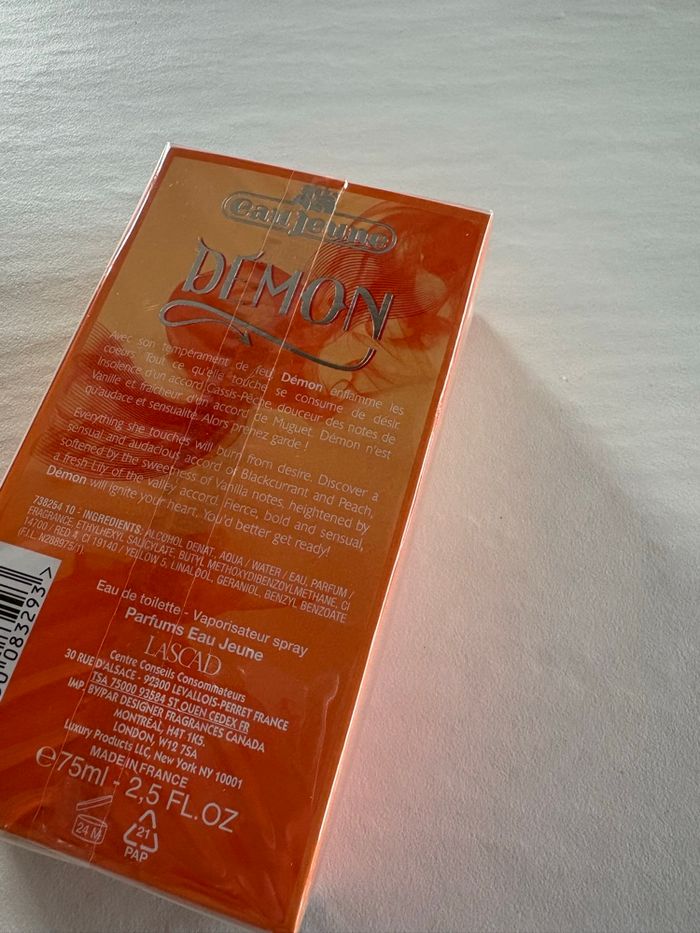 eau jeune
DÉMON
Avec son tempérament de feu, Démon enflamme les
coeurs. Tout ce qu'elle touche se consume de désir.
Insolence d'un accord Cassis-Pêche, douceur des notes de
Vanille et fraîcheur d'un accord de Muguet. Démon n'est
qu'audace et sensualité. Alors prenez garde !
Everything she touches will burn from desire. Discover a
sensual and audacious accord of Blackcurrant and Peach,
softened by the sweetness of Vanilla notes, heightened by
a fresh Lily of the valley accord. Fierce, bold and sensual,
Démon will ignite your heart. You'd better get ready!
738264 10 - INGREDIENTS: ALCOHOL DENAT, AQUA / WATER / EAU, PARFUM /
FRAGRANCE, ETHYLHEXYL SALICYLATE, BUTYL METHOXYDIBENZOYLMETHANE, CI
14700 / RED 4, CI 19140 / YELLOW 5, LINALOOL, GERANIOL, BENZYL BENZOATE
(F.I.L. N28897571).
Eau de toilette - Vaporisateur spray
Parfums Eau Jeune
LASCAD
Centre Conseils Consommateurs
30 RUE D'ALSACE - 92300 LEVALLOIS-PERRET FRANCE
TSA 75000 93584 ST OUEN CEDEX FR
IMP. BY/PAR DESIGNER FRAGRANCES CANADA
MONTRÉAL, H4T 1K5.
LONDON, W12 7SA
Luxury Products LLC, New York NY 10001
MADE IN FRANCE
e75ml - 2,5 FL.OZ
24 M
21
PAP
0083293>